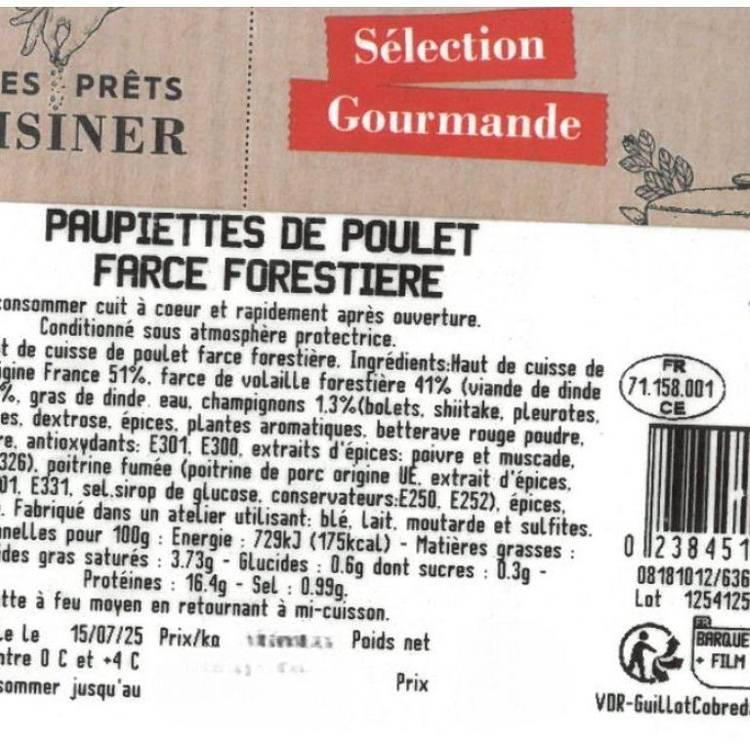 ES PRÊTS
ISINER
Sélection
Gourmande
PAUPIETTES DE POULET
FARCE FORESTIERE
consommer cuit à coeur et rapidement après ouverture.
Conditionné sous atmosphère protectrice.
t de cuisse de poulet farce forestière. Ingrédients:Haut de cuisse de
igine France 51%. farce de volaille forestière 41% (viande de dinde
%, gras de dinde, eau, champignons 1.3%(bolets, shiitake, pleurotes,
es, dextrose, épices, plantes aromatiques, betterave rouge poudre,
re, antioxydants: E301, E300, extraits d'épices: poivre et muscade,
326), poitrine fumée (poitrine de porc origine UE, extrait d'épices,
01, E331, sel,sirop de glucose, conservateurs:E250, E252), épices,
. Fabriqué dans un atelier utilisant: blé, lait, moutarde et sulfites.
nnelles pour 100g : Energie : 729kJ (175kcal) - Matières grasses :
ides gras saturés : 3.73g - Glucides : 0.6g dont sucres : 0.3g -
Protéines : 16.4g - Sel : 0.99g.
tte à feu moyen en retournant à mi-cuisson.
le Le 15/07/25 Prix/kg Poids net
ntre 0 C et +4 C
sommer jusqu'au Prix
FR
71.158.001
CE
0 238451
08181012/636
Lot 1254125
FR
BARQUE
+ FILM
VDR-GuillotCobreda